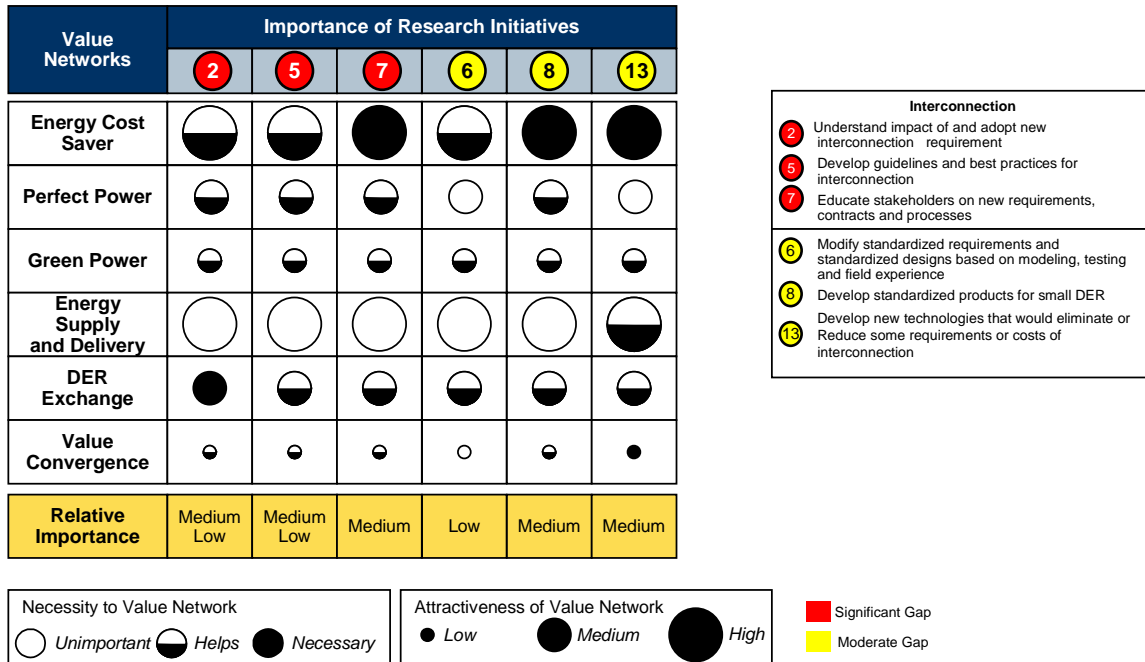 Value
Networks
Importance of Research Initiatives
2
5
7
6
8
13
Energy Cost
Saver
Perfect Power
Green Power
Energy
Supply
and Delivery
DER
Exchange
Value
Convergence
Relative
Importance
Medium
Low
Medium
Low
Medium
Low
Medium
Medium
Interconnection
2
Understand impact of and adopt new
interconnection requirement
5
Develop guidelines and best practices for
interconnection
7
Educate stakeholders on new requirements,
contracts and processes
6
Modify standardized requirements and
standardized designs based on modeling, testing
and field experience
8
Develop standardized products for small DER
13
Develop new technologies that would eliminate or
Reduce some requirements or costs of
interconnection
Necessity to Value Network
Unimportant
Helps
Necessary
Attractiveness of Value Network
Low
Medium
High
Significant Gap
Moderate Gap